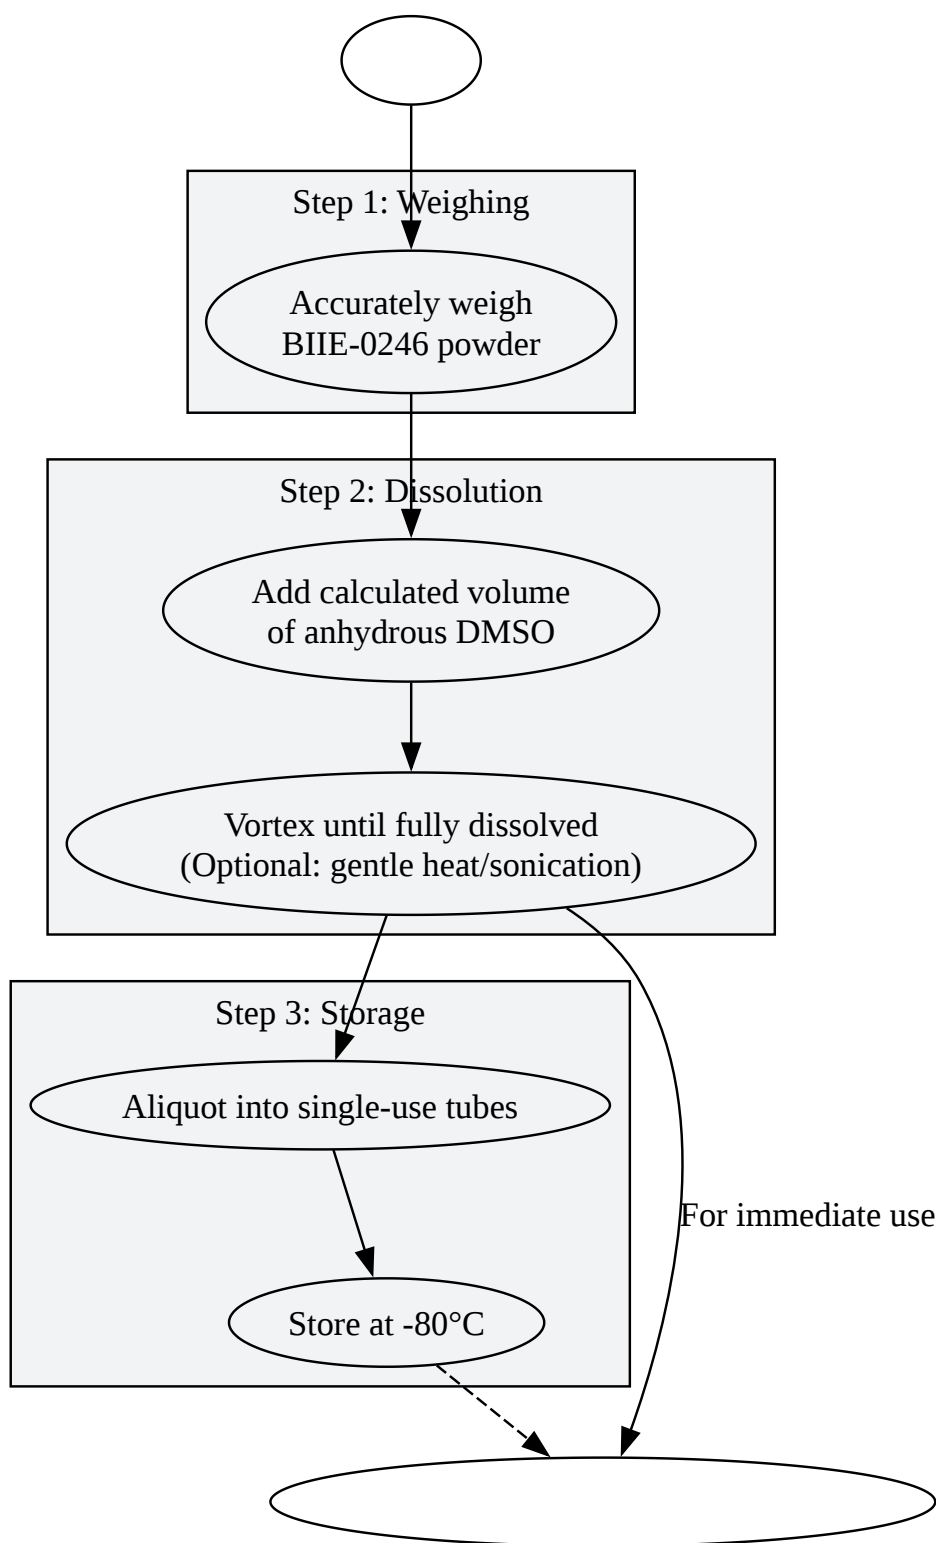 Step 1: Weighing
Accurately weigh
BIIE-0246 powder
Step 2: Dissolution
Add calculated volume
of anhydrous DMSO
Vortex until fully dissolved
(Optional: gentle heat/sonication)
Step 3: Storage
Aliquot into single-use tubes
For immediate use
Store at -80°C